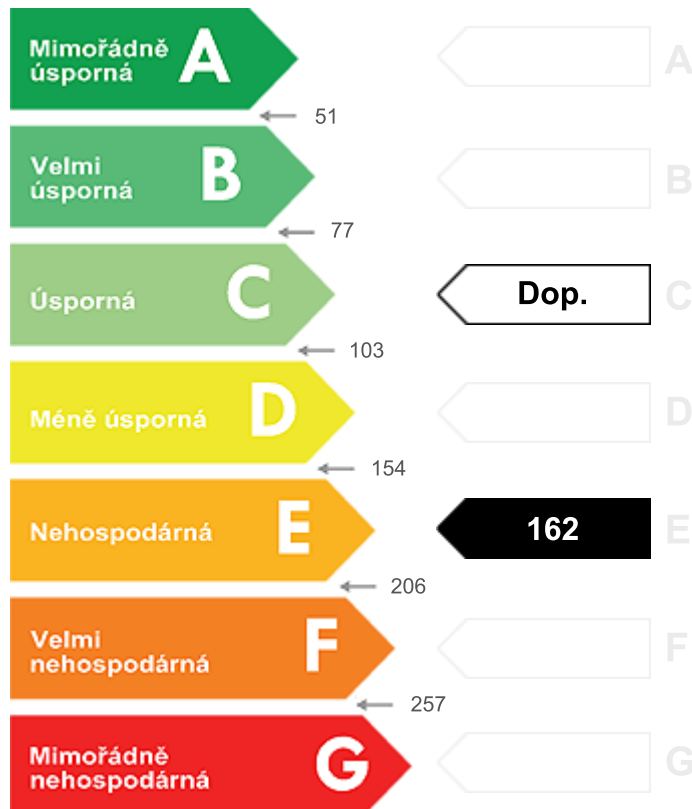 Mimořádně
úsporná
A
A
51
Velmi
úsporná
B
B
77
Úsporná
C
Dop.
C
103
Méně úsporná
D
D
154
Nehospodárná
E
162
E
206
Velmi
nehospodárná
F
F
257
Mimořádně
nehospodárná
G
G